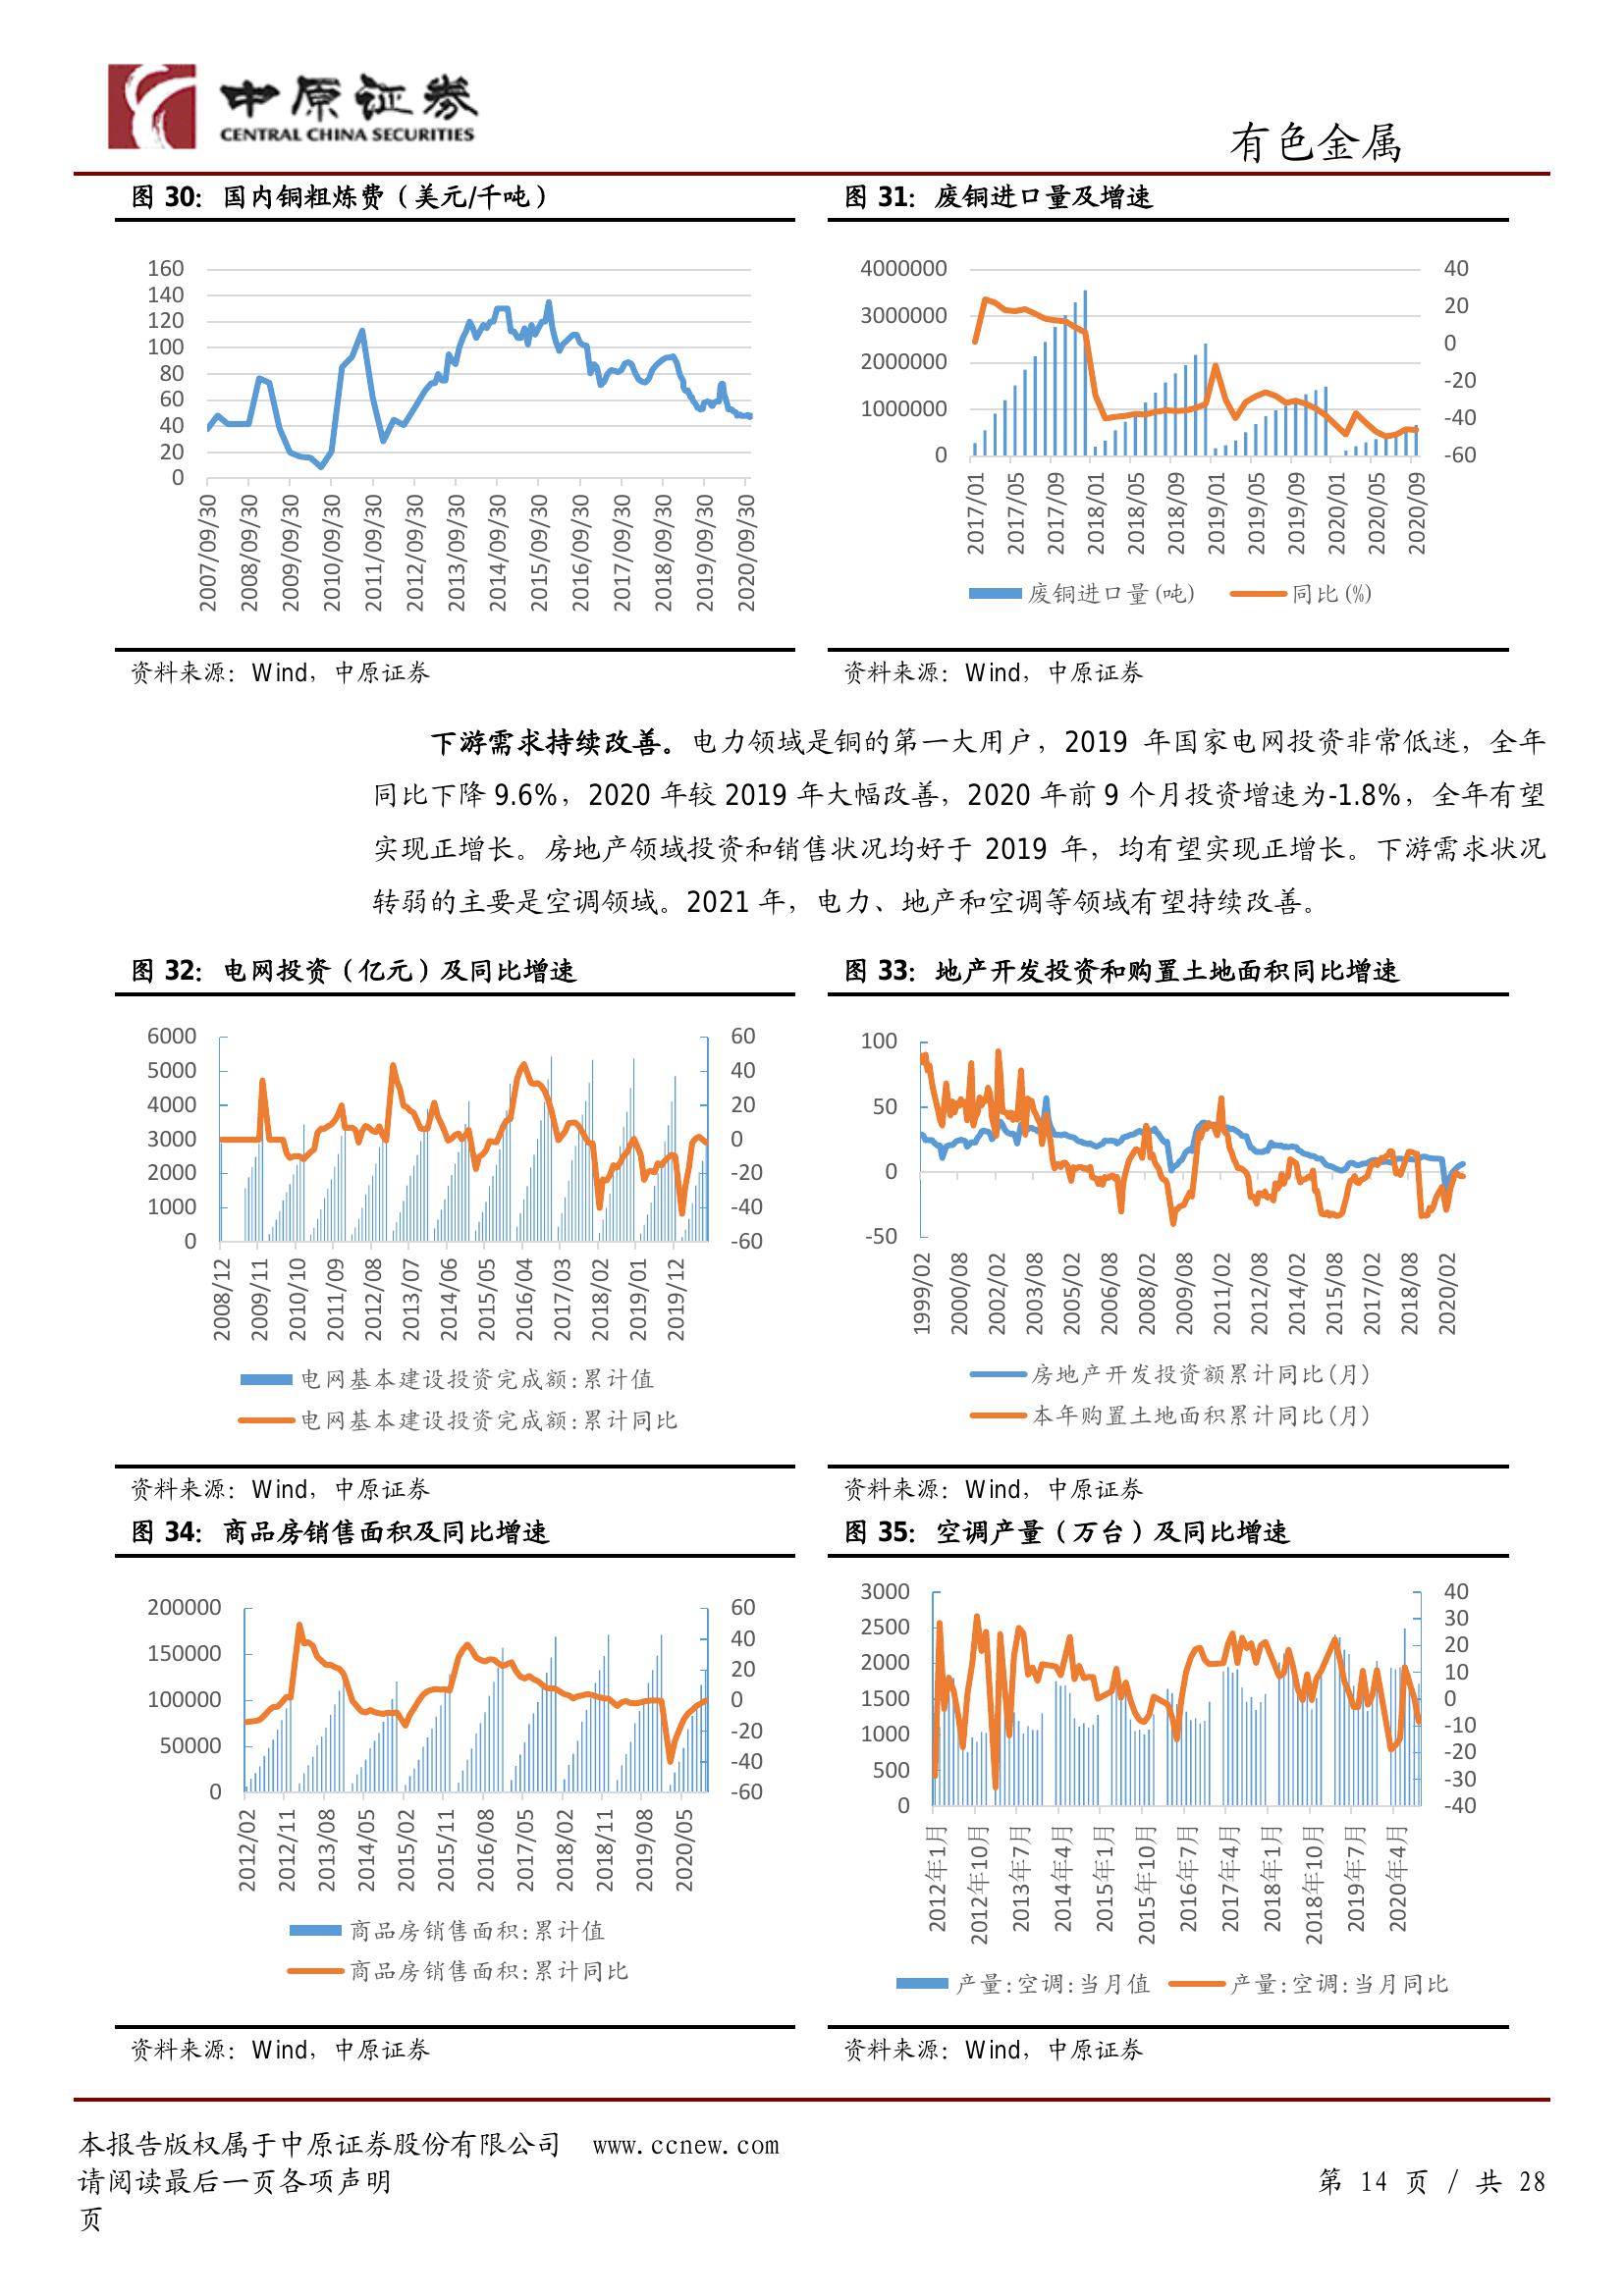 中原证券
CENTRAL CHINA SECURITIES
有色金属
图 30：国内铜粗炼费（美元/千吨）
160
140
120
100
80
60
40
20
0
2007/09/30
2008/09/30
2009/09/30
2010/09/30
2011/09/30
2012/09/30
2013/09/30
2014/09/30
2015/09/30
2016/09/30
2017/09/30
2018/09/30
2019/09/30
2020/09/30
资料来源：Wind，中原证券
图 31：废铜进口量及增速
4000000
3000000
2000000
1000000
0
40
20
0
-20
-40
-60
2017/01
2017/05
2017/09
2018/01
2018/05
2018/09
2019/01
2019/05
2019/09
2020/01
2020/05
2020/09
废铜进口量(吨)
同比(%)
资料来源：Wind，中原证券
下游需求持续改善。电力领域是铜的第一大用户，2019 年国家电网投资非常低迷，全年
同比下降 9.6%，2020 年较 2019 年大幅改善，2020 年前 9 个月投资增速为-1.8%，全年有望
实现正增长。房地产领域投资和销售状况均好于 2019 年，均有望实现正增长。下游需求状况
转弱的主要是空调领域。2021 年，电力、地产和空调等领域有望持续改善。
图 32：电网投资（亿元）及同比增速
6000
5000
4000
3000
2000
1000
0
60
40
20
0
-20
-40
-60
2008/12
2009/11
2010/10
2011/09
2012/08
2013/07
2014/06
2015/05
2016/04
2017/03
2018/02
2019/01
2019/12
电网基本建设投资完成额:累计值
电网基本建设投资完成额:累计同比
资料来源：Wind，中原证券
图 33：地产开发投资和购置土地面积同比增速
100
50
0
-50
1999/02
2000/08
2002/02
2003/08
2005/02
2006/08
2008/02
2009/08
2011/02
2012/08
2014/02
2015/08
2017/02
2018/08
2020/02
房地产开发投资额累计同比(月)
本年购置土地面积累计同比(月)
资料来源：Wind，中原证券
图 34：商品房销售面积及同比增速
200000
150000
100000
50000
0
60
40
20
0
-20
-40
-60
2012/02
2012/11
2013/08
2014/05
2015/02
2015/11
2016/08
2017/05
2018/02
2018/11
2019/08
2020/05
商品房销售面积:累计值
商品房销售面积:累计同比
资料来源：Wind，中原证券
图 35：空调产量（万台）及同比增速
3000
2500
2000
1500
1000
500
0
40
30
20
10
0
-10
-20
-30
-40
2012年1月
2012年10月
2013年7月
2014年4月
2015年1月
2015年10月
2016年7月
2017年4月
2018年1月
2018年10月
2019年7月
2020年4月
产量:空调:当月值
产量:空调:当月同比
资料来源：Wind，中原证券
本报告版权属于中原证券股份有限公司 www.ccnew.com
请阅读最后一页各项声明
第 14 页 / 共 28
页